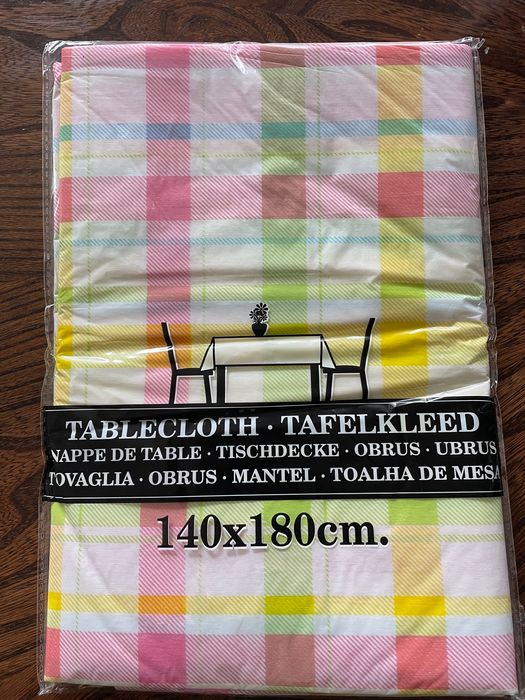 TABLECLOTH · TAFELKLEED
NAPPE DE TABLE · TISCHDECKE · OBRUS · UBRUS
TOVAGLIA · OBRUS · MANTEL · TOALHA DE MESA
140x180cm.